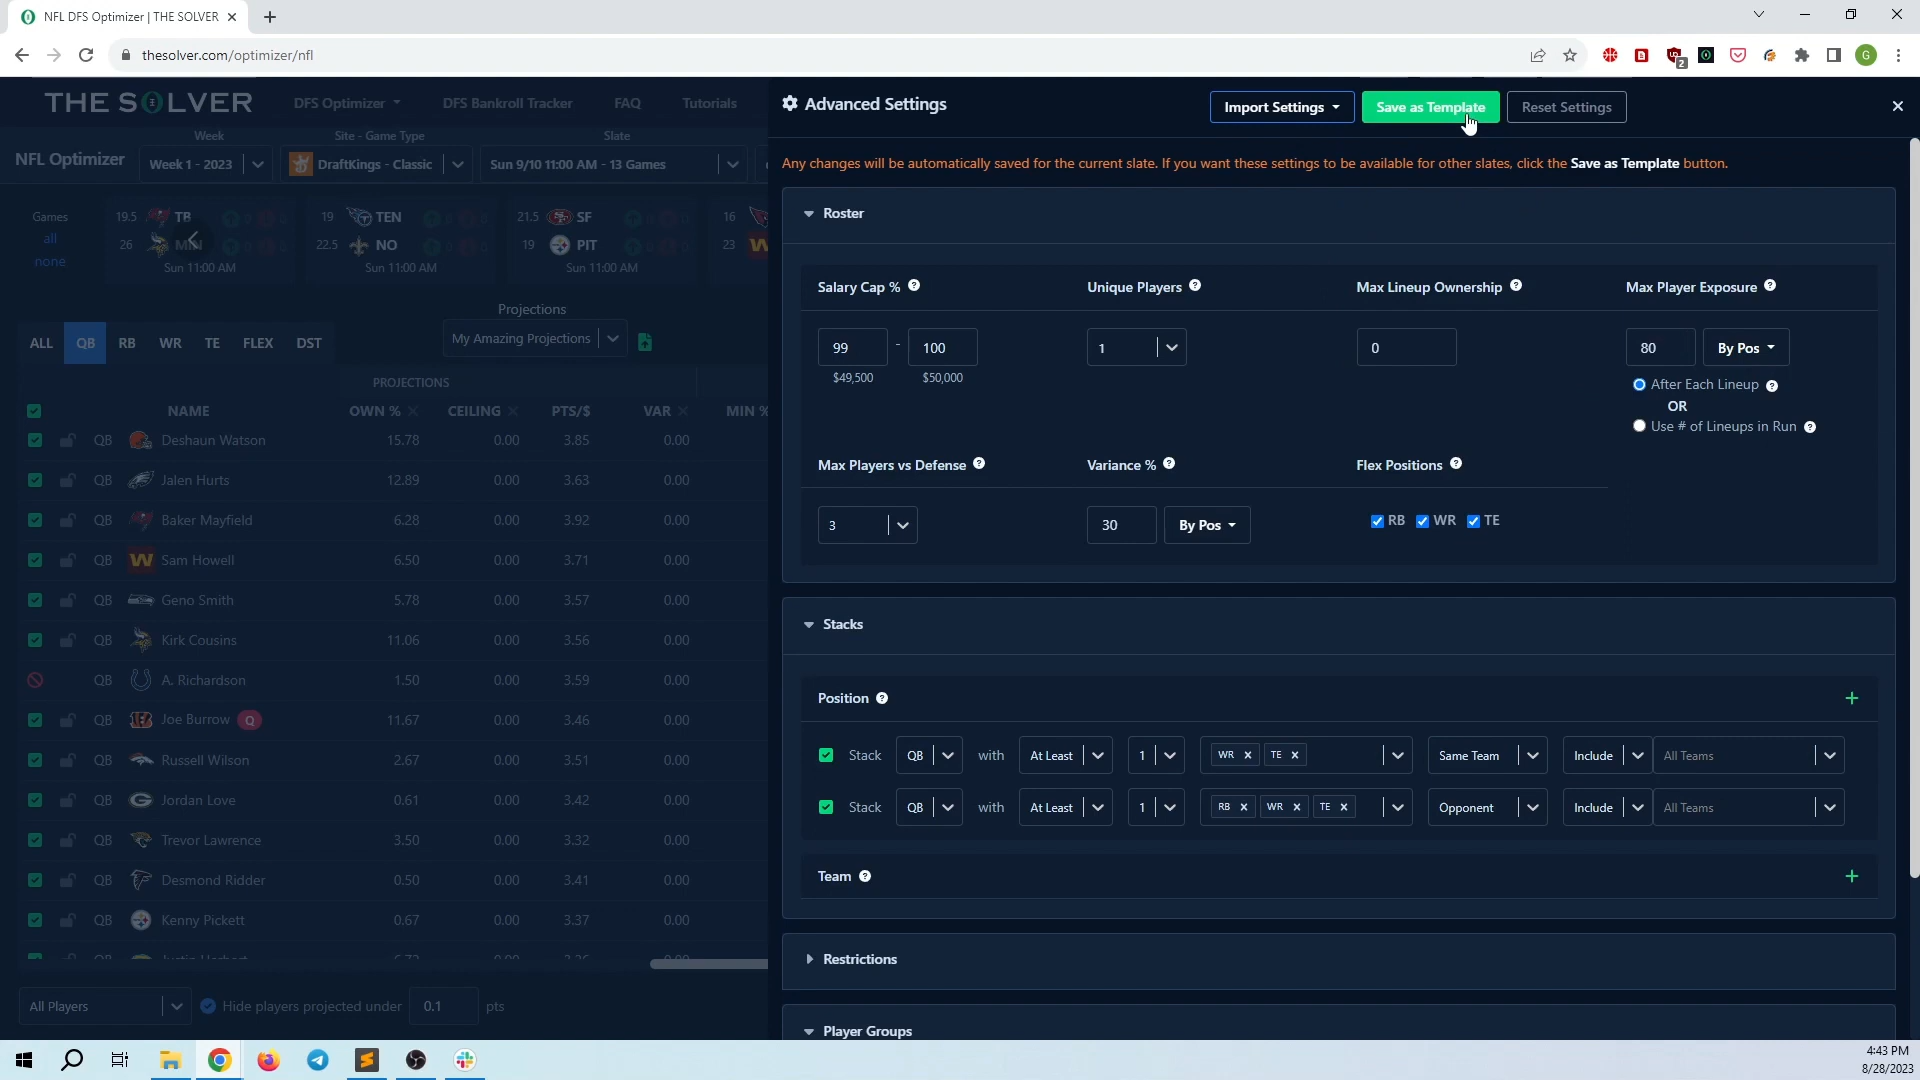 NFL DFS Optimizer | THE SOLVER
thesolver.com/optimizer/nfl
2
G
THE SOLVER
DFS Optimizer
DFS Bankroll Tracker
FAQ
Tutorials
NFL Optimizer
Week
Week 1 - 2023
Site - Game Type
DraftKings - Classic
Slate
Sun 9/10 11:00 AM - 13 Games
Games
all
none
19.5 TB
26 MIN
Sun 11:00 AM
19 TEN
22.5 NO
Sun 11:00 AM
21.5 SF
19 PIT
Sun 11:00 AM
16
23
Projections
My Amazing Projections
ALL QB RB WR TE FLEX DST
PROJECTIONS
NAME OWN % CEILING PTS/$ VAR MIN %
QB Deshaun Watson 15.78 0.00 3.85 0.00
QB Jalen Hurts 12.89 0.00 3.63 0.00
QB Baker Mayfield 6.28 0.00 3.92 0.00
QB Sam Howell 6.50 0.00 3.71 0.00
QB Geno Smith 5.78 0.00 3.57 0.00
QB Kirk Cousins 11.06 0.00 3.56 0.00
QB A. Richardson 1.50 0.00 3.59 0.00
QB Joe Burrow Q 11.67 0.00 3.46 0.00
QB Russell Wilson 2.67 0.00 3.51 0.00
QB Jordan Love 0.61 0.00 3.42 0.00
QB Trevor Lawrence 3.50 0.00 3.32 0.00
QB Desmond Ridder 0.50 0.00 3.41 0.00
QB Kenny Pickett 0.67 0.00 3.37 0.00
All Players
Hide players projected under 0.1 pts
Advanced Settings
Import Settings
Save as Template
Reset Settings
Any changes will be automatically saved for the current slate. If you want these settings to be available for other slates, click the Save as Template button.
Roster
Salary Cap %
99 - 100
$49,500 $50,000
Unique Players
1
Max Lineup Ownership
0
Max Player Exposure
80 By Pos
After Each Lineup
OR
Use # of Lineups in Run
Max Players vs Defense
3
Variance %
30 By Pos
Flex Positions
RB WR TE
Stacks
Position
Stack QB with At Least 1 WR TE Same Team Include All Teams
Stack QB with At Least 1 RB WR TE Opponent Include All Teams
Team
Restrictions
Player Groups
4:43 PM
8/28/2023